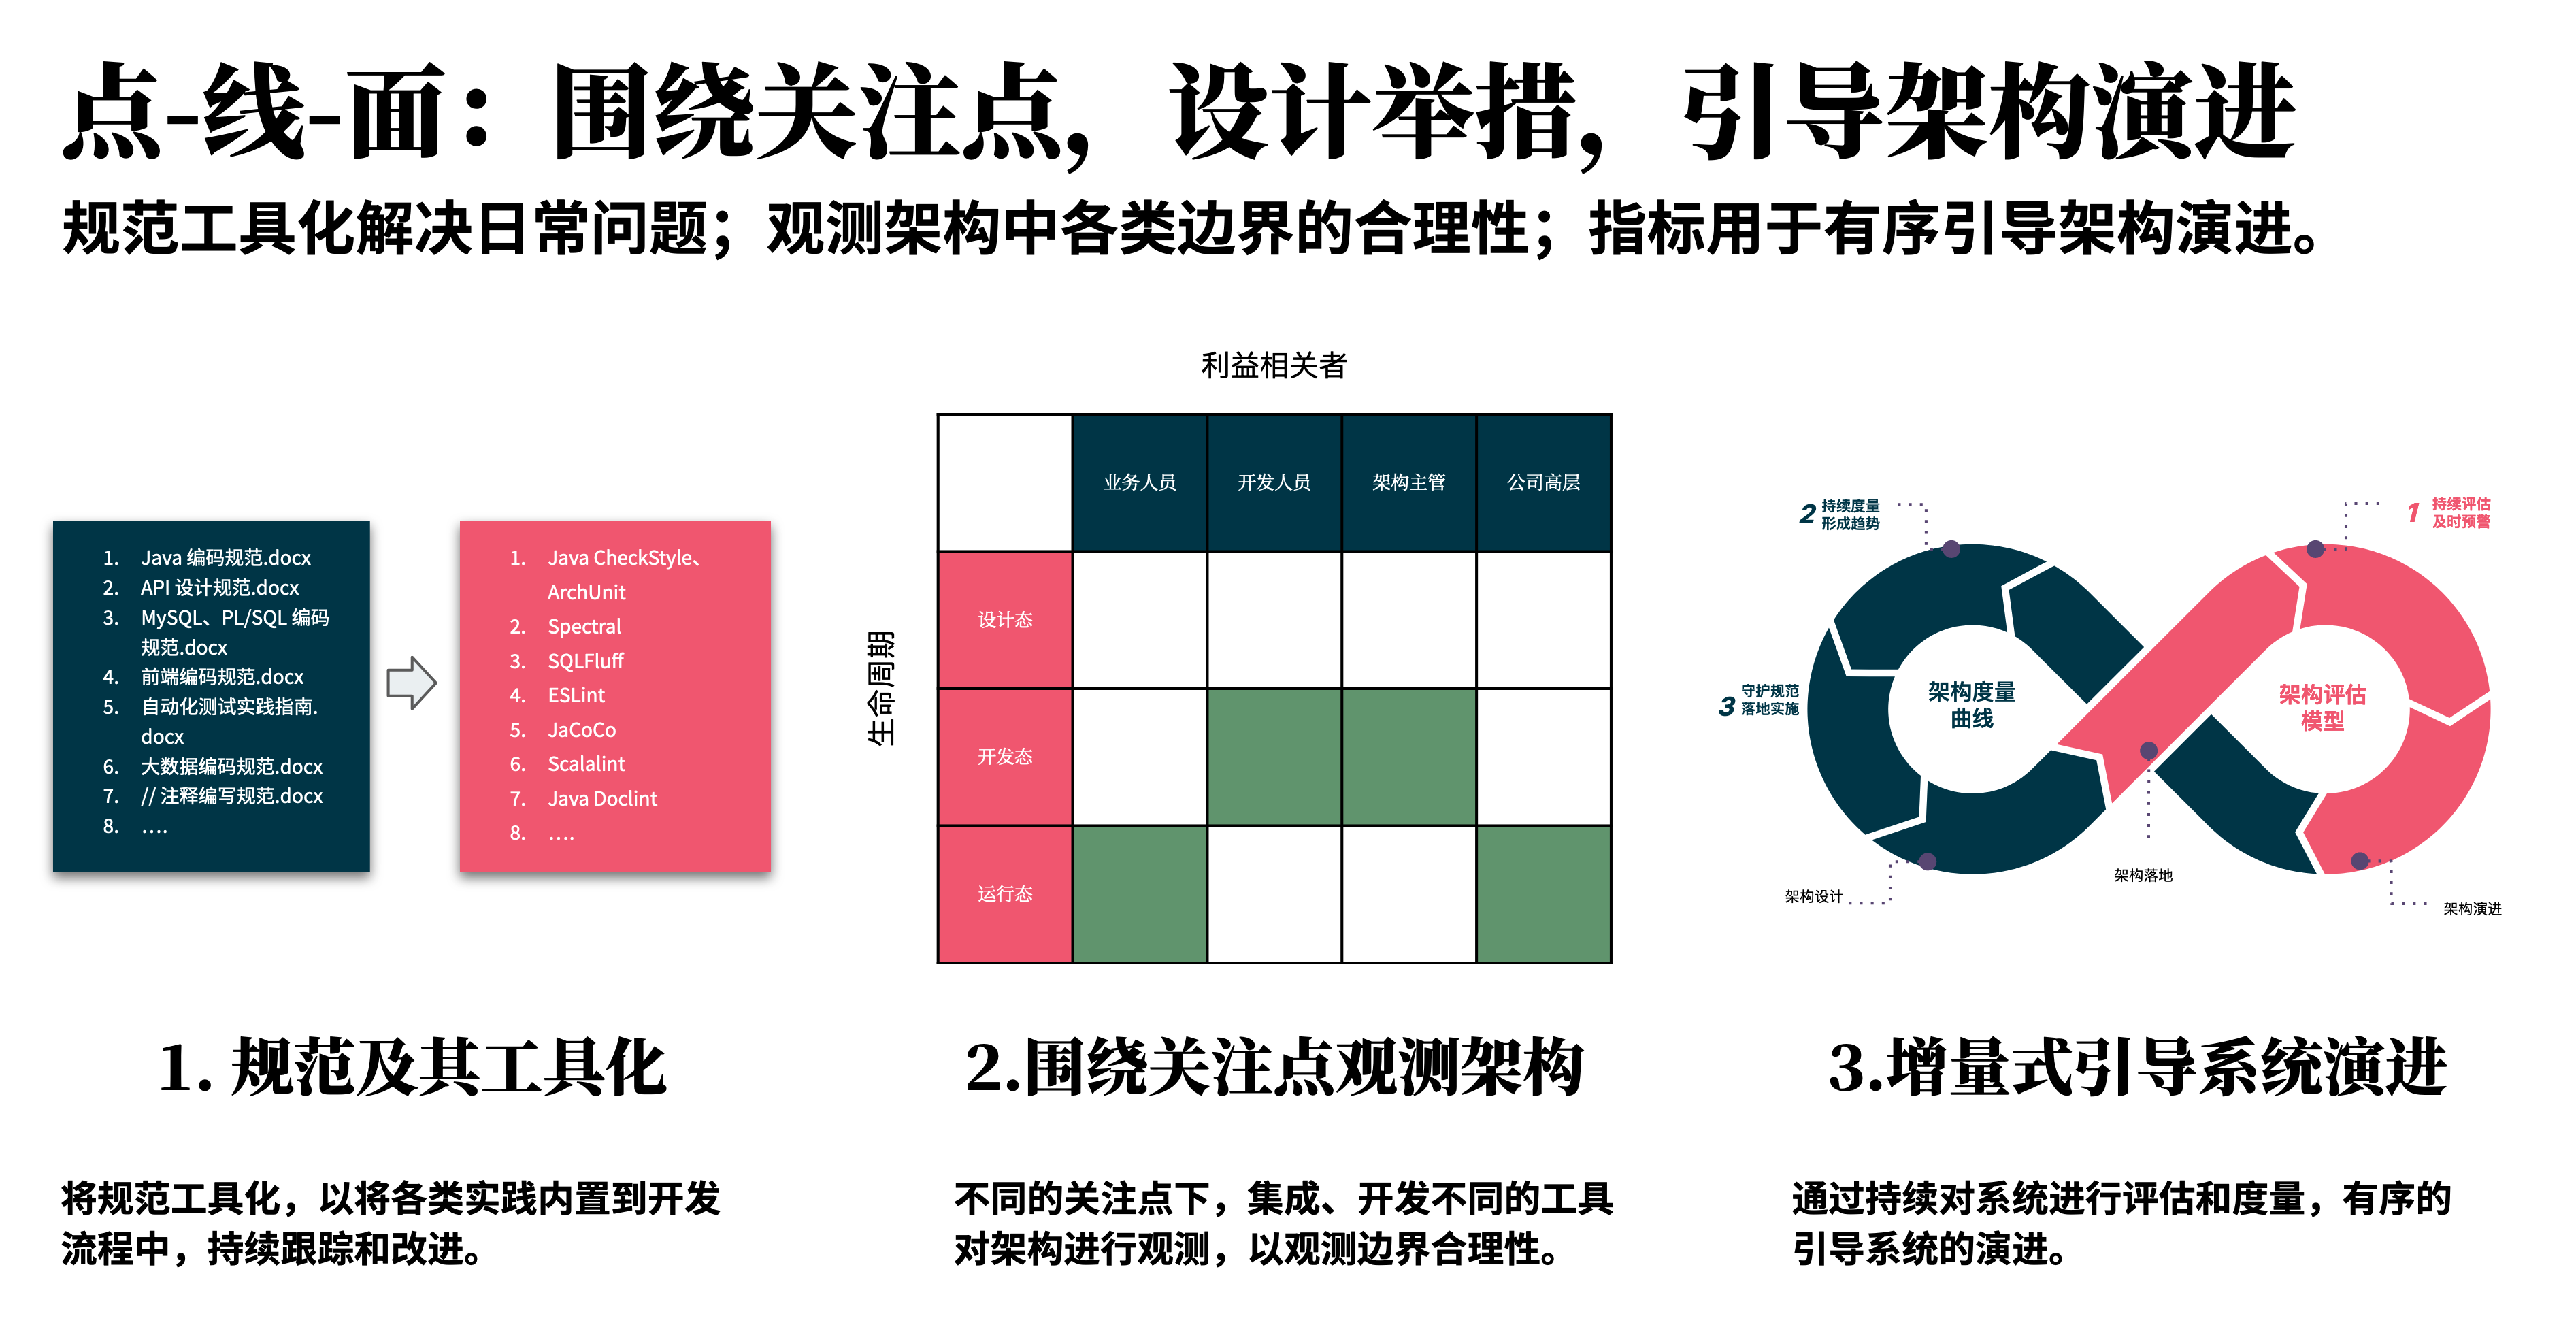 点-线-面：围绕关注点，设计举措，引导架构演进
规范工具化解决日常问题；观测架构中各类边界的合理性；指标用于有序引导架构演进。
1. Java 编码规范.docx
2. API 设计规范.docx
3. MySQL、PL/SQL 编码
规范.docx
4. 前端编码规范.docx
5. 自动化测试实践指南.
docx
6. 大数据编码规范.docx
7. // 注释编写规范.docx
8. ….
1. Java CheckStyle、
ArchUnit
2. Spectral
3. SQLFluff
4. ESLint
5. JaCoCo
6. Scalalint
7. Java Doclint
8. ….
1. 规范及其工具化
将规范工具化，以将各类实践内置到开发
流程中，持续跟踪和改进。
利益相关者
生命周期
业务人员 开发人员 架构主管 公司高层
设计态
开发态
运行态
2.围绕关注点观测架构
不同的关注点下，集成、开发不同的工具
对架构进行观测，以观测边界合理性。
2 持续度量
形成趋势
1 持续评估
及时预警
3 守护规范
落地实施
架构度量
曲线
架构评估
模型
架构设计
架构落地
架构演进
3.增量式引导系统演进
通过持续对系统进行评估和度量，有序的
引导系统的演进。